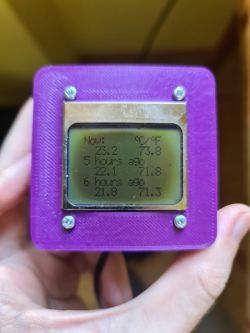 Now: °C/°F
23.2 73.8
5 hours ago
22.1 71.8
6 hours ago
21.8 71.3